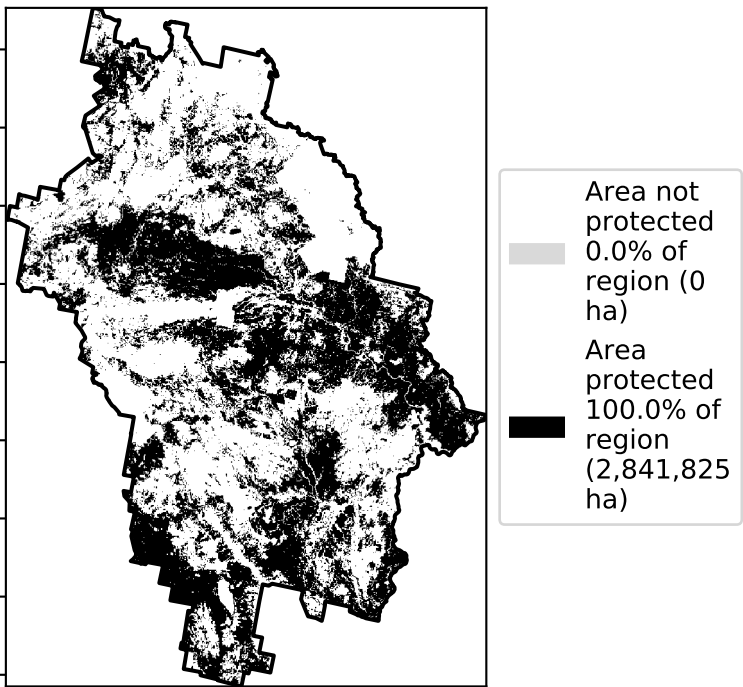 Area not
protected
0.0% of
region (0
ha)
Area
protected
100.0% of
region
(2,841,825
ha)